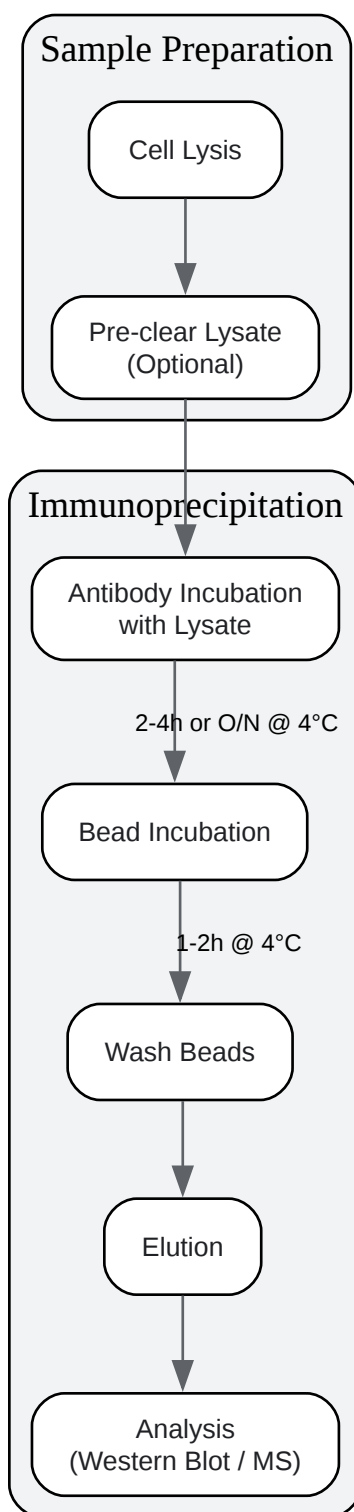 Sample Preparation
Cell Lysis
Pre-clear Lysate
(Optional)
Immunoprecipitation
Antibody Incubation
with Lysate
2-4h or O/N @ 4°C
Bead Incubation
1-2h @ 4°C
Wash Beads
Elution
Analysis
(Western Blot / MS)